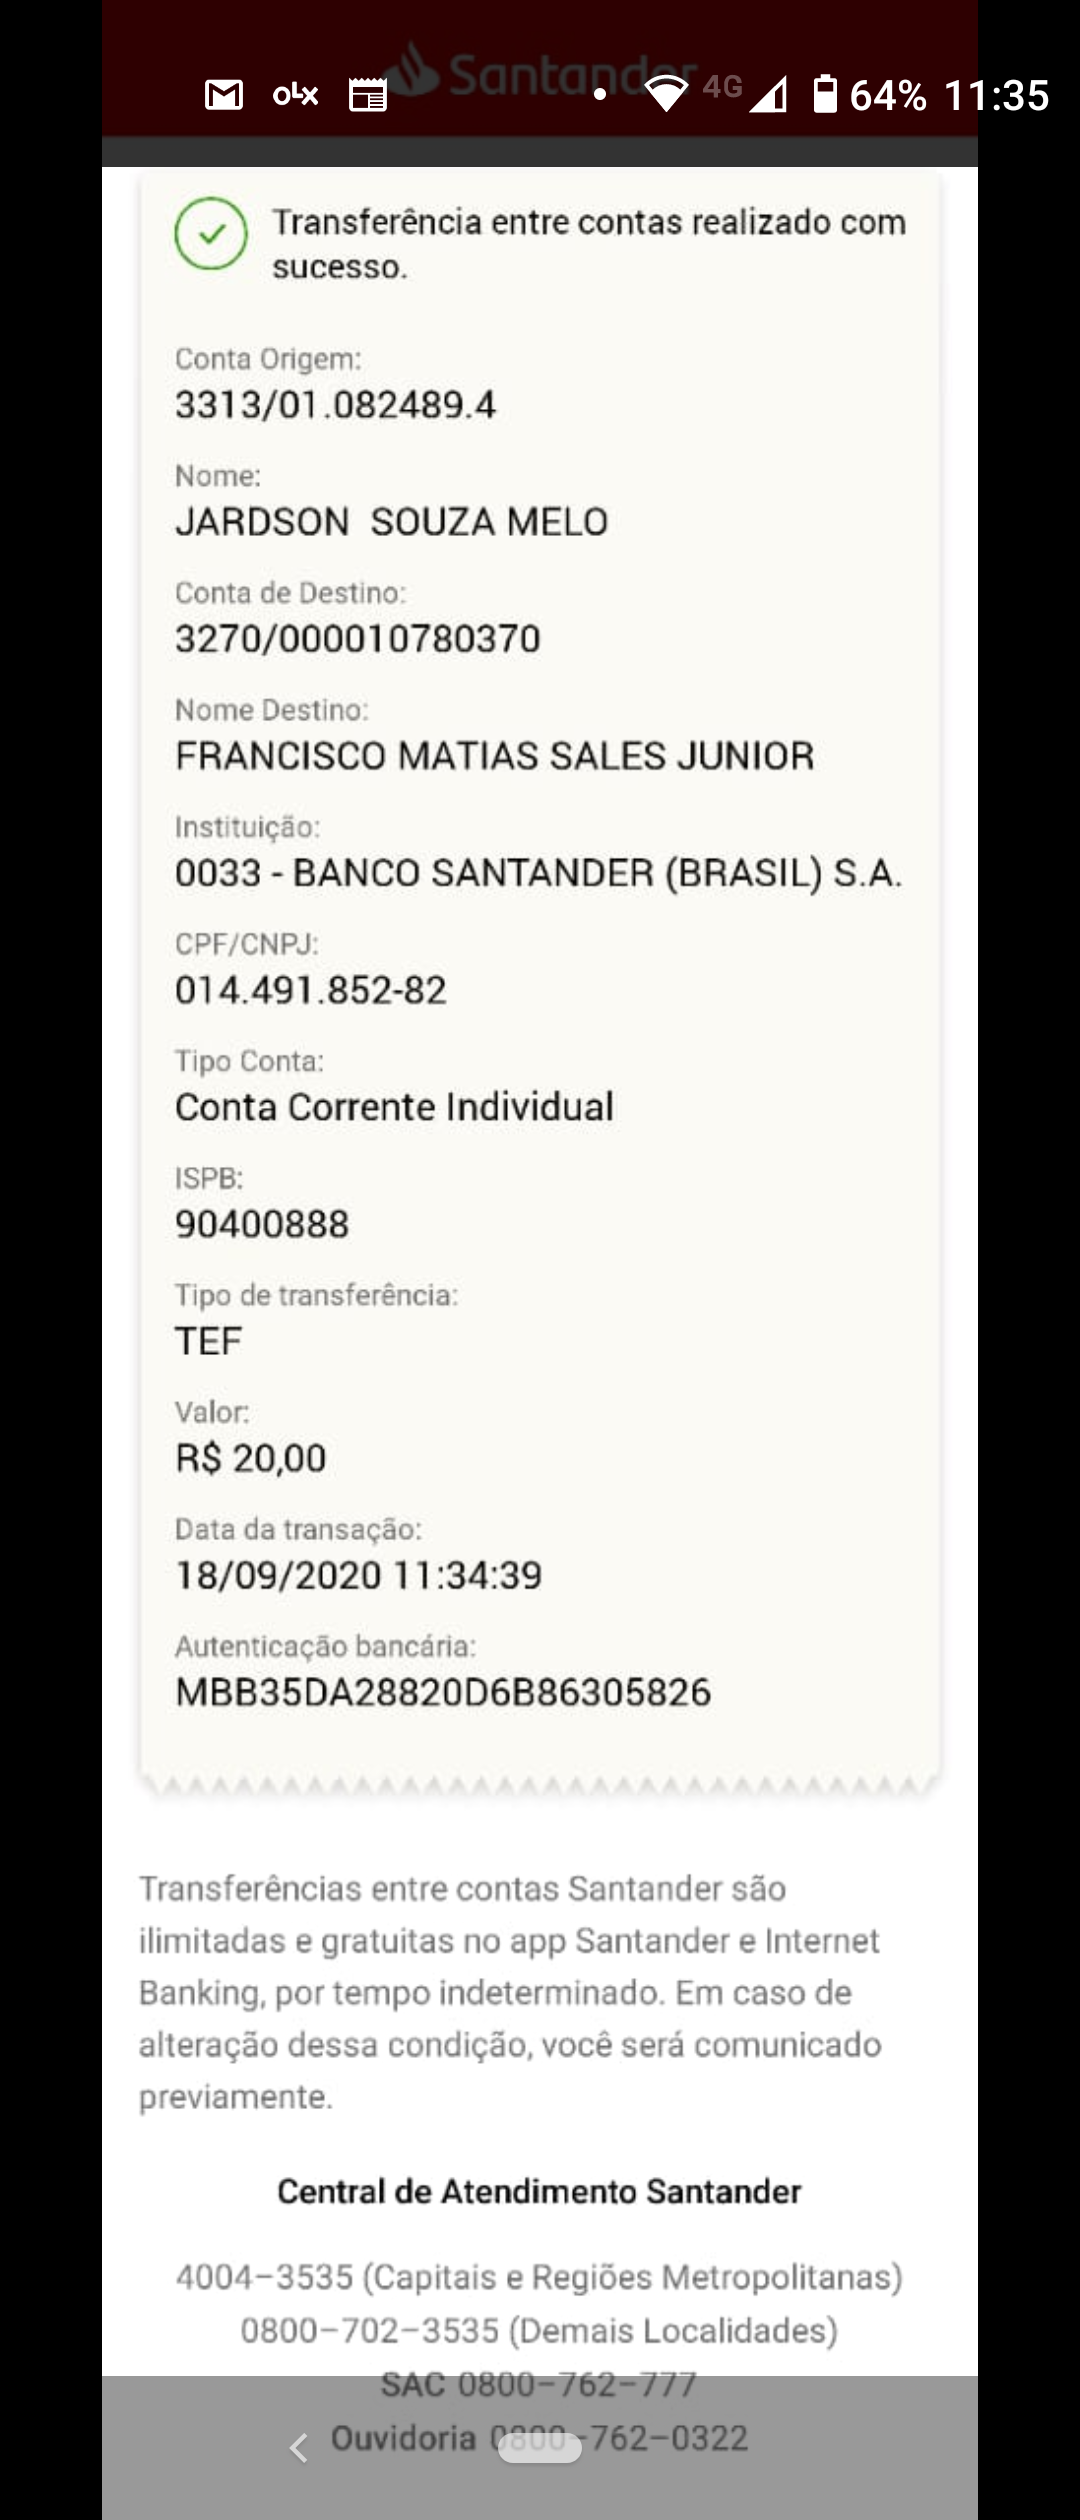 Santander
OLX
4G 64% 11:35
Transferência entre contas realizado com
sucesso.
Conta Origem:
3313/01.082489.4
Nome:
JARDSON  SOUZA MELO
Conta de Destino:
3270/000010780370
Nome Destino:
FRANCISCO MATIAS SALES JUNIOR
Instituição:
0033 - BANCO SANTANDER (BRASIL) S.A.
CPF/CNPJ:
014.491.852-82
Tipo Conta:
Conta Corrente Individual
ISPB:
90400888
Tipo de transferência:
TEF
Valor:
R$ 20,00
Data da transação:
18/09/2020 11:34:39
Autenticação bancária:
MBB35DA28820D6B86305826
Transferências entre contas Santander são
ilimitadas e gratuitas no app Santander e Internet
Banking, por tempo indeterminado. Em caso de
alteração dessa condição, você será comunicado
previamente.
Central de Atendimento Santander
4004–3535 (Capitais e Regiões Metropolitanas)
0800–702–3535 (Demais Localidades)
SAC 0800–762–777
Ouvidoria 0800–762–0322